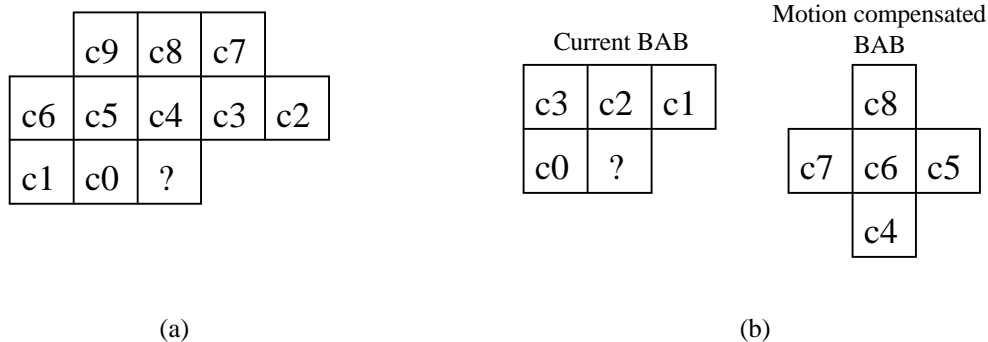 c9 c8 c7
c6 c5 c4 c3 c2
c1 c0 ?
(a)
Current BAB
c3 c2 c1
c0 ?
Motion compensated
BAB
c8
c7 c6 c5
c4
(b)